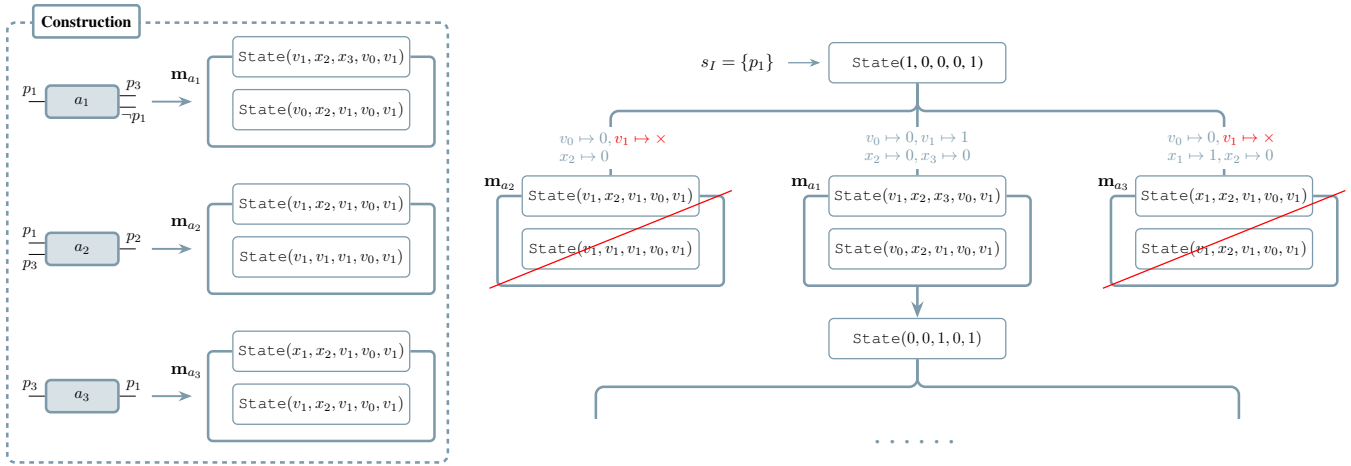 Construction
p₁ a₁ p₃ ¬p₁
m_{a₁}
State(v₁, x₂, x₃, v₀, v₁)
State(v₀, x₂, v₁, v₀, v₁)
p₁ p₃ a₂ p₂
m_{a₂}
State(v₁, x₂, v₁, v₀, v₁)
State(v₁, v₁, v₁, v₀, v₁)
p₃ a₃ p₁
m_{a₃}
State(x₁, x₂, v₁, v₀, v₁)
State(v₁, x₂, v₁, v₀, v₁)
s_I = {p₁}
State(1, 0, 0, 0, 1)
v₀ ↦ 0, v₁ ↦ ×
x₂ ↦ 0
m_{a₂}
State(v₁, x₂, v₁, v₀, v₁)
State(v₁, v₁, v₁, v₀, v₁)
v₀ ↦ 0, v₁ ↦ 1
x₂ ↦ 0, x₃ ↦ 0
m_{a₁}
State(v₁, x₂, x₃, v₀, v₁)
State(v₀, x₂, v₁, v₀, v₁)
v₀ ↦ 0, v₁ ↦ ×
x₁ ↦ 1, x₂ ↦ 0
m_{a₃}
State(x₁, x₂, v₁, v₀, v₁)
State(v₁, x₂, v₁, v₀, v₁)
State(0, 0, 1, 0, 1)
. . . . . .